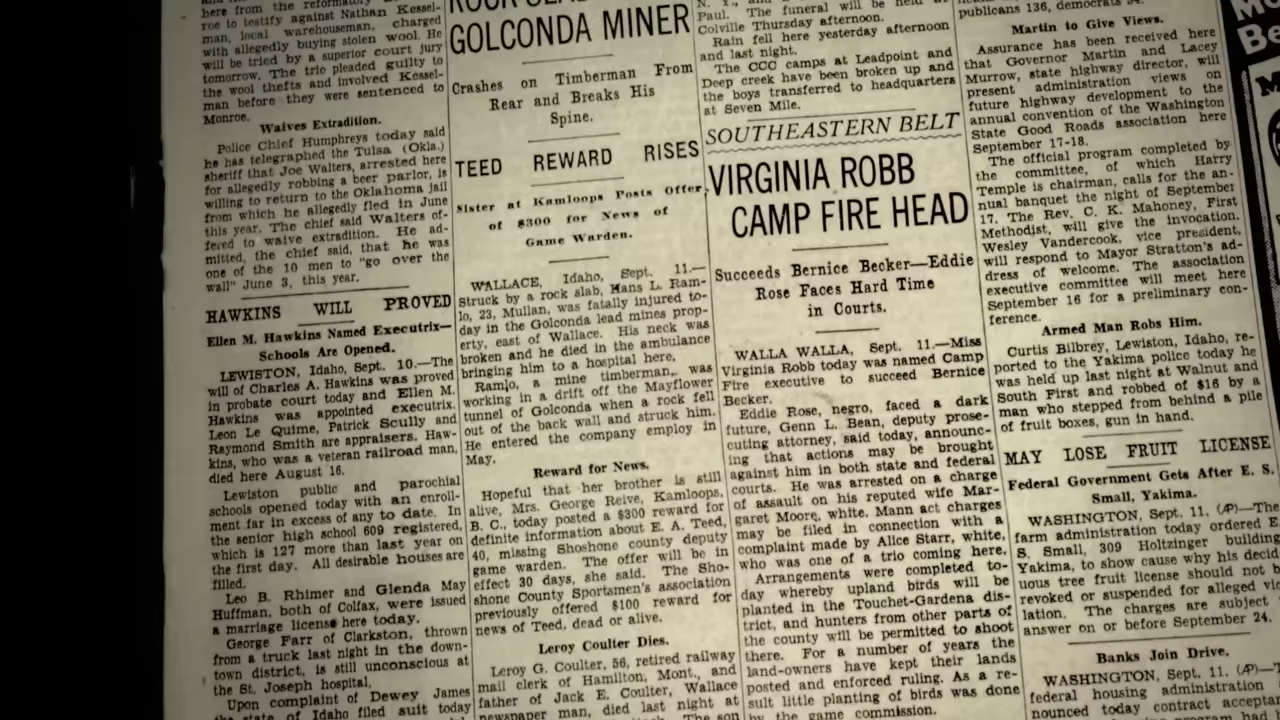 here from the reformatory
roe to testify against Nathan Kessel-
man, local warehouseman, charged
with allegedly buying stolen wool. He
will be tried by a superior court jury
tomorrow. The trio pleaded guilty to
the wool thefts and involved Kessel-
man before they were sentenced to
Monroe.
Waives Extradition.
Police Chief Humphreys today said
he has telegraphed the Tulsa (Okla.)
sheriff that Joe Walters, arrested here
for allegedly robbing a beer parlor, is
willing to return to the Oklahoma jail
from which he allegedly fled in June
this year. The chief said Walters of-
fered to waive extradition. He ad-
mitted, the chief said, that he was
one of the 10 men to "go over the
wall" June 3, this year.
HAWKINS WILL PROVED
Ellen M. Hawkins Named Executrix—
Schools Are Opened.
LEWISTON, Idaho, Sept. 10.—The
will of Charles A. Hawkins was proved
in probate court today and Ellen M.
Hawkins was appointed executrix.
Leon Le Quime, Patrick Scully and
Raymond Smith are appraisers. Haw-
kins, who was a veteran railroad man,
died here August 16.
Lewiston public and parochial
schools opened today with an enroll-
ment far in excess of any to date. In
the senior high school 609 registered,
which is 127 more than last year on
the first day. All desirable houses are
filled.
Leo B. Rhimer and Glenda May
Huffman, both of Colfax, were issued
a marriage license here today.
George Farr of Clarkston, thrown
from a truck last night in the down-
town district, is still unconscious at
the St. Joseph hospital.
Upon complaint of Dewey James
the state of Idaho filed suit today
GOLCONDA MINER
Crashes on Timberman From
Rear and Breaks His
Spine.
TEED REWARD RISES
Sister at Kamloops Posts Offer
of $300 for News of
Game Warden.
WALLACE, Idaho, Sept. 11.—
Struck by a rock slab, Hans L. Ram-
lo, 23, Mullan, was fatally injured to-
day in the Golconda lead mines prop-
erty, east of Wallace. His neck was
broken and he died in the ambulance
bringing him to a hospital here.
Ramlo, a mine timberman, was
working in a drift off the Mayflower
tunnel of Golconda when a rock fell
out of the back wall and struck him.
He entered the company employ in
May.
Reward for News.
Hopeful that her brother is still
alive, Mrs. George Reive, Kamloops,
B. C., today posted a $300 reward for
definite information about E. A. Teed,
40, missing Shoshone county deputy
game warden. The offer will be in
effect 30 days, she said. The Sho-
shone County Sportsmen's association
previously offered $100 reward for
news of Teed, dead or alive.
Leroy Coulter Dies.
Leroy G. Coulter, 56, retired railway
mail clerk of Hamilton, Mont., and
father of Jack E. Coulter, Wallace
newspaper man, died last night at
Paul. The funeral will be held at
Colville Thursday afternoon.
Rain fell here yesterday afternoon
and last night.
The CCC camps at Leadpoint and
Deep creek have been broken up and
the boys transferred to headquarters
at Seven Mile.
SOUTHEASTERN BELT
VIRGINIA ROBB
CAMP FIRE HEAD
Succeeds Bernice Becker—Eddie
Rose Faces Hard Time
in Courts.
WALLA WALLA, Sept. 11.—Miss
Virginia Robb today was named Camp
Fire executive to succeed Bernice
Becker.
Eddie Rose, negro, faced a dark
future, Genn L. Bean, deputy prose-
cuting attorney, said today, announc-
ing that actions may be brought
against him in both state and federal
courts. He was arrested on a charge
of assault on his reputed wife Mar-
garet Moore, white. Mann act charges
may be filed in connection with a
complaint made by Alice Starr, white,
who was one of a trio coming here.
Arrangements were completed to-
day whereby upland birds will be
planted in the Touchet-Gardena dis-
trict, and hunters from other parts of
the county will be permitted to shoot
there. For a number of years the
land-owners have kept their lands
posted and enforced ruling. As a re-
sult little planting of birds was done
by the game commission.
publicans 136, democrats
Martin to Give Views.
Assurance has been received here
that Governor Martin and Lacey
Murrow, state highway director, will
present administration views on
future highway development to the
annual convention of the Washington
State Good Roads association here
September 17-18.
The official program completed by
the committee, of which Harry
Temple is chairman, calls for the an-
nual banquet the night of September
17. The Rev. C. K. Mahoney, First
Methodist, will give the invocation.
Wesley Vandercook, vice president,
will respond to Mayor Stratton's ad-
dress of welcome. The association
executive committee will meet here
September 16 for a preliminary con-
ference.
Armed Man Robs Him.
Curtis Bilbrey, Lewiston, Idaho, re-
ported to the Yakima police today he
was held up last night at Walnut and
South First and robbed of $16 by a
man who stepped from behind a pile
of fruit boxes, gun in hand.
MAY LOSE FRUIT LICENSE
Federal Government Gets After E. S.
Small, Yakima.
WASHINGTON, Sept. 11. (AP)—The
farm administration today ordered E.
S. Small, 309 Holtzinger building,
Yakima, to show cause why his decid-
uous tree fruit license should not b
revoked or suspended for alleged vio
lation. The charges are subject
answer on or before September 24.
Banks Join Drive.
WASHINGTON, Sept. 11. (AP)—
federal housing administration
nounced today contract accepta